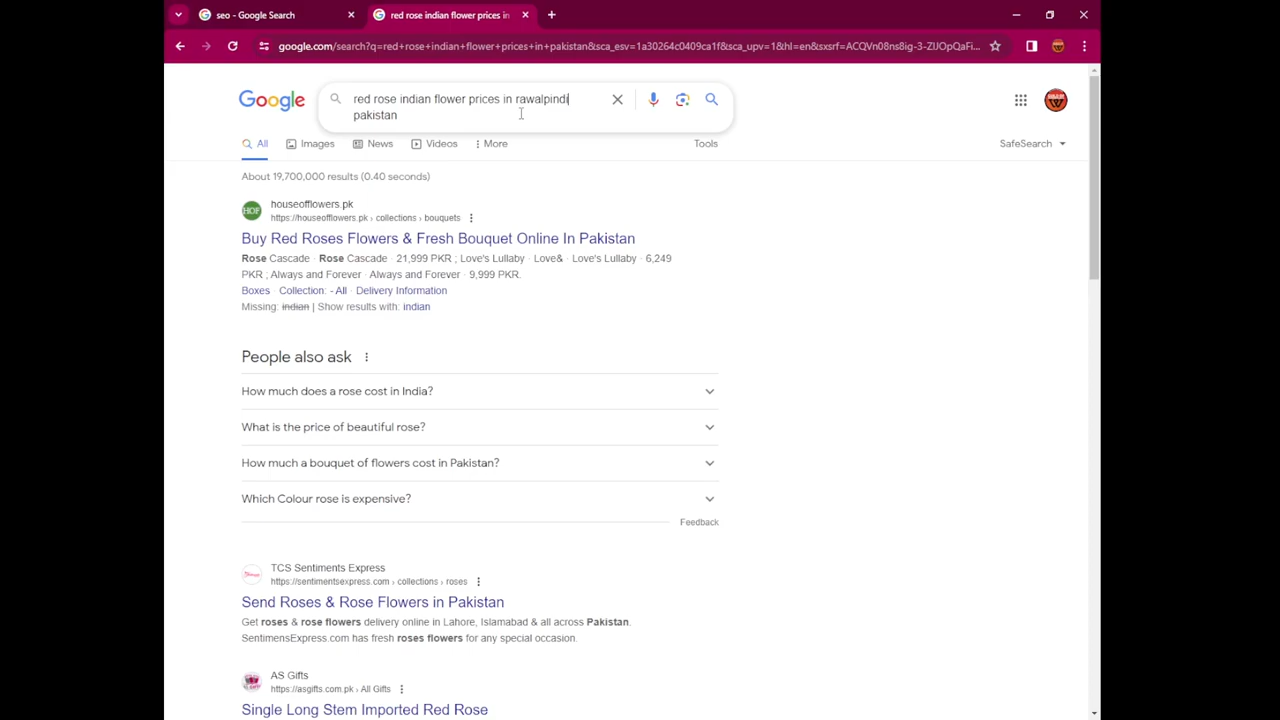 seo - Google Search
red rose indian flower prices in
google.com/search?q=red+rose+indian+flower+prices+in+pakistan&sca_esv=1a30264c0409ca1f&sca_upv=1&hl=en&sxsrf=ACQVn08ns8ig-3-ZIJOpQaFi...
Google
red rose indian flower prices in rawalpindi
pakistan
All
Images
News
Videos
More
Tools
SafeSearch
About 19,700,000 results (0.40 seconds)
HOF
houseofflowers.pk
https://houseofflowers.pk › collections › bouquets
Buy Red Roses Flowers & Fresh Bouquet Online In Pakistan
Rose Cascade · Rose Cascade · 21,999 PKR ; Love's Lullaby · Love& · Love's Lullaby · 6,249
PKR ; Always and Forever · Always and Forever · 9,999 PKR.
Boxes · Collection: - All · Delivery Information
Missing: indian | Show results with: indian
People also ask
How much does a rose cost in India?
What is the price of beautiful rose?
How much a bouquet of flowers cost in Pakistan?
Which Colour rose is expensive?
Feedback
TCS Sentiments Express
https://sentimentsexpress.com › collections › roses
Send Roses & Rose Flowers in Pakistan
Get roses & rose flowers delivery online in Lahore, Islamabad & all across Pakistan.
SentimensExpress.com has fresh roses flowers for any special occasion.
AS Gifts
https://asgifts.com.pk › All Gifts
Single Long Stem Imported Red Rose